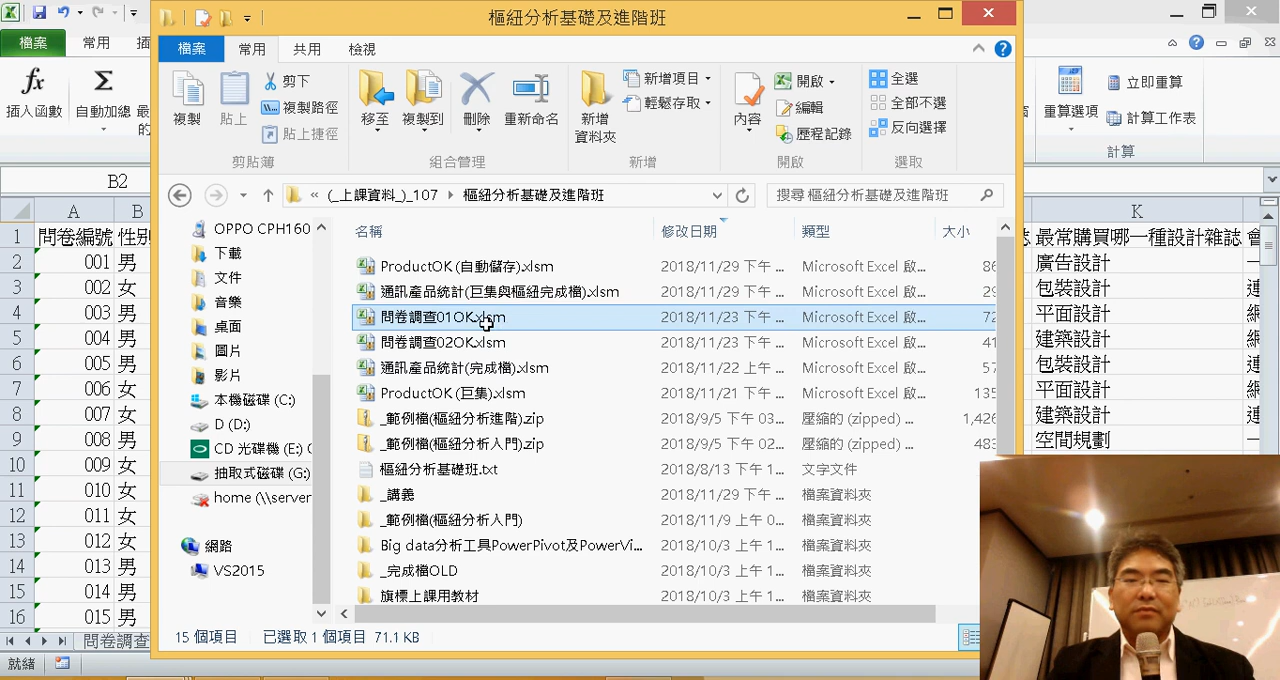 樞紐分析基礎及進階班
檔案 常用 共用 檢視
檔案 常用 插
fx Σ
插入函數 自動加總 最
的
複製 貼上 剪下 複製路徑 貼上捷徑
剪貼簿
移至 複製到 刪除 重新命名
組合管理
新增 資料夾 新增項目 輕鬆存取
新增
內容 開啟 編輯 歷程記錄
開啟
全選 全部不選 反向選擇
選取
重算選項 立即重算 計算工作表
計算
B2
« (_上課資料_)_107 樞紐分析基礎及進階班
搜尋 樞紐分析基礎及進階班
名稱 修改日期 類型 大小
OPPO CPH160
下載
文件
音樂
桌面
圖片
影片
本機磁碟 (C:)
D (D:)
CD 光碟機 (E:) (
抽取式磁碟 (G:)
home (\\server
網路
VS2015
ProductOK (自動儲存).xlsm 2018/11/29 下午 ... Microsoft Excel 啟... 86
通訊產品統計(巨集與樞紐完成檔).xlsm 2018/11/29 下午 ... Microsoft Excel 啟... 29
問卷調查01OK.xlsm 2018/11/23 下午 ... Microsoft Excel 啟... 72
問卷調查02OK.xlsm 2018/11/23 下午 ... Microsoft Excel 啟... 41
通訊產品統計(完成檔).xlsm 2018/11/22 上午 ... Microsoft Excel 啟... 57
ProductOK (巨集).xlsm 2018/11/21 下午 ... Microsoft Excel 啟... 135
_範例檔(樞紐分析進階).zip 2018/9/5 下午 03... 壓縮的 (zipped) ... 1,426
_範例檔(樞紐分析入門).zip 2018/9/5 下午 02... 壓縮的 (zipped) ... 483
樞紐分析基礎班.txt 2018/8/13 下午 1... 文字文件
_講義 2018/11/29 下午 ... 檔案資料夾
_範例檔(樞紐分析入門) 2018/11/9 上午 0... 檔案資料夾
Big data分析工具PowerPivot及PowerVi... 2018/10/3 上午 1... 檔案資料夾
_完成檔OLD 2018/10/3 上午 1... 檔案資料夾
旗標上課用教材 2018/10/3 上午 1... 檔案資料夾
15 個項目 已選取 1 個項目 71.1 KB
A B K
1 問卷編號 性別 最常購買哪一種設計雜誌
2 001 男 廣告設計
3 002 女 包裝設計
4 003 男 平面設計
5 004 男 建築設計
6 005 男 包裝設計
7 006 女 平面設計
8 007 女 建築設計
9 008 男 空間規劃
10 009 女
11 010 女
12 011 女
13 012 女
14 013 男
15 014 男
16 015 男
問卷調查
就緒